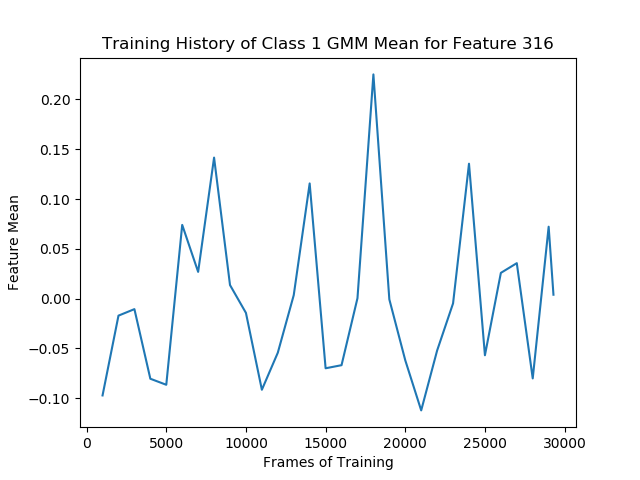 Training History of Class 1 GMM Mean for Feature 316
0.20
0.15
0.10
0.05
0.00
−0.05
−0.10
Feature Mean
0 5000 10000 15000 20000 25000 30000
Frames of Training